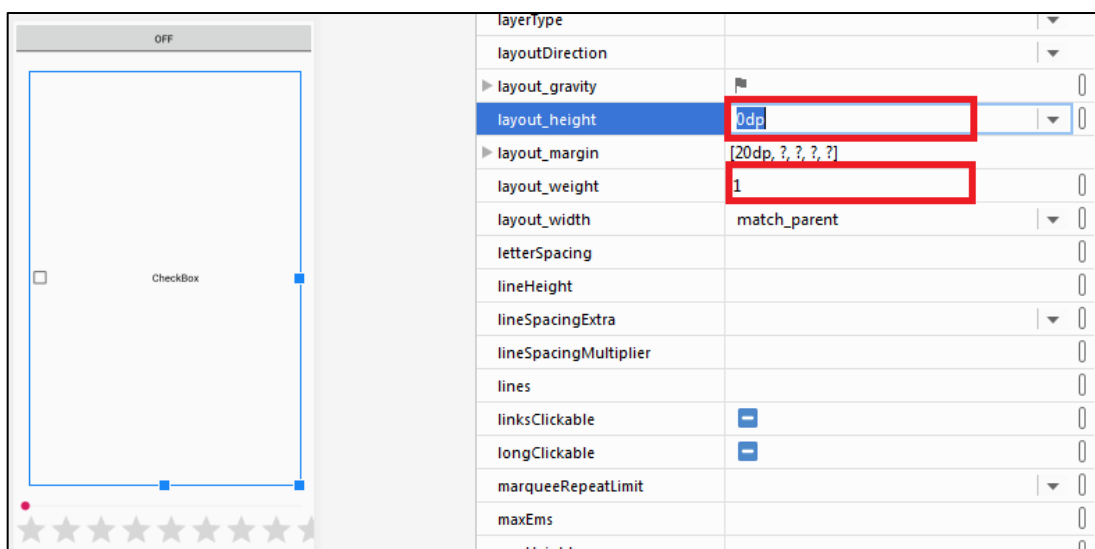 OFF
CheckBox
layerType
layoutDirection
layout_gravity
layout_height 0dp
layout_margin [20dp, ?, ?, ?, ?]
layout_weight 1
layout_width match_parent
letterSpacing
lineHeight
lineSpacingExtra
lineSpacingMultiplier
lines
linksClickable
longClickable
marqueeRepeatLimit
maxEms